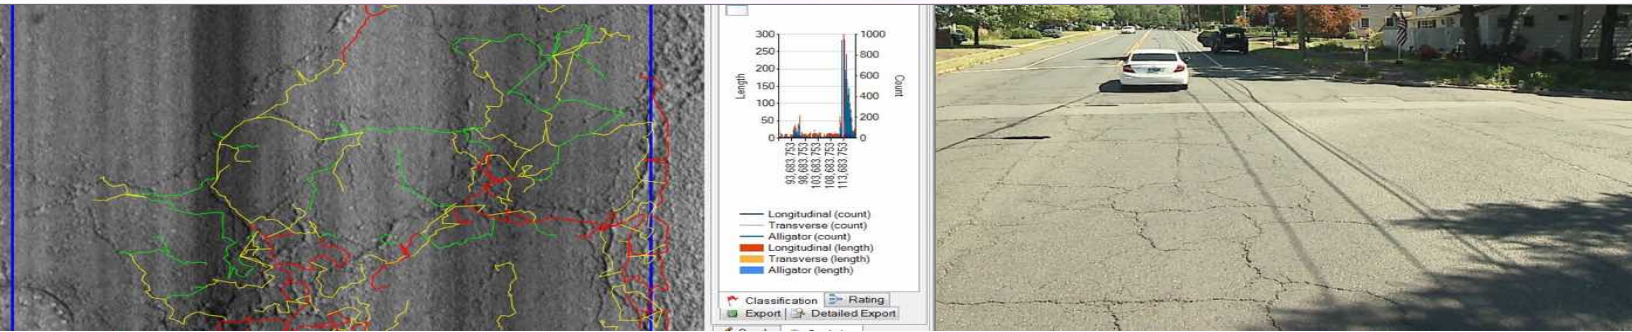 300
250
200
150
100
50
0
Length
1000
800
600
400
200
0
Count
93,683.753
98,683.753
103,683.753
108,683.753
113,683.753
Longitudinal (count)
Transverse (count)
Alligator (count)
Longitudinal (length)
Transverse (length)
Alligator (length)
Classification Rating
Export Detailed Export